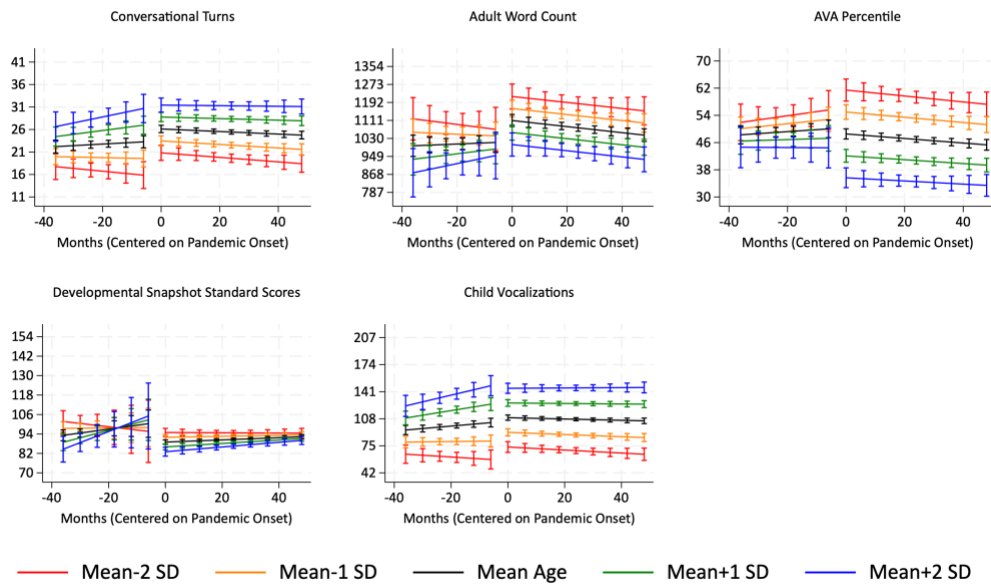 Conversational Turns
41
36
31
26
21
16
11
-40 -20 0 20 40
Months (Centered on Pandemic Onset)
Adult Word Count
1354
1273
1192
1111
1030
949
868
787
-40 -20 0 20 40
Months (Centered on Pandemic Onset)
AVA Percentile
70
62
54
46
38
30
-40 -20 0 20 40
Months (Centered on Pandemic Onset)
Developmental Snapshot Standard Scores
154
142
130
118
106
94
82
70
-40 -20 0 20 40
Months (Centered on Pandemic Onset)
Child Vocalizations
207
174
141
108
75
42
-40 -20 0 20 40
Months (Centered on Pandemic Onset)
Mean-2 SD Mean-1 SD Mean Age Mean+1 SD Mean+2 SD